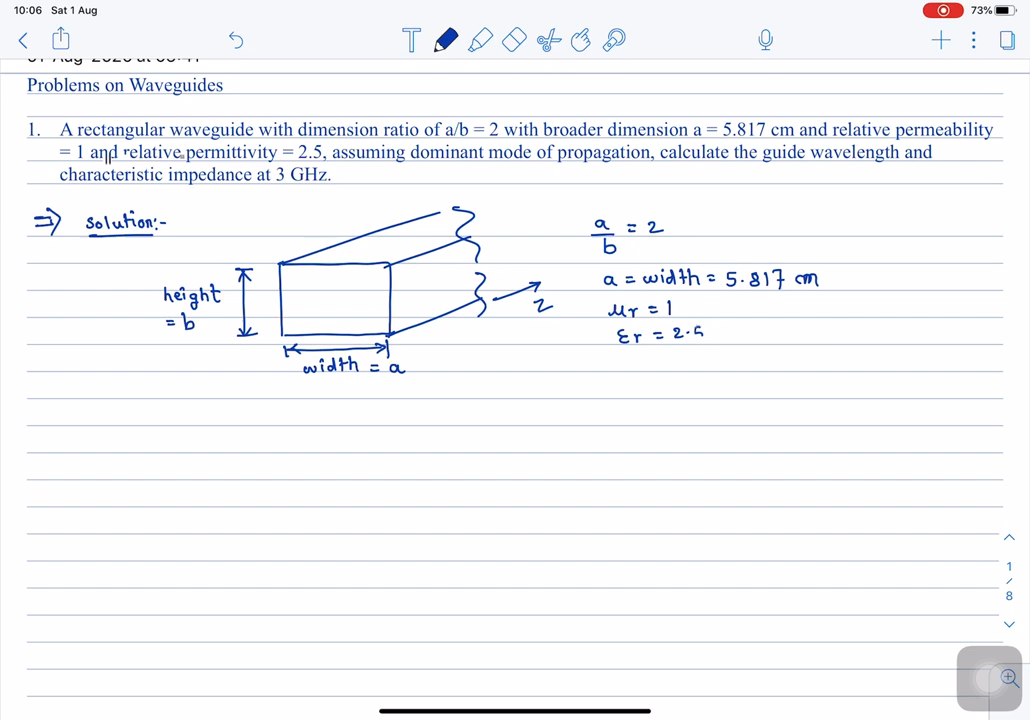 10:06 Sat 1 Aug
73%
Problems on Waveguides
1. A rectangular waveguide with dimension ratio of a/b = 2 with broader dimension a = 5.817 cm and relative permeability
= 1 and relative permittivity = 2.5, assuming dominant mode of propagation, calculate the guide wavelength and
characteristic impedance at 3 GHz.
⇒ Solution:-
height
= b
width = a
z
a/b = 2
a = width = 5.817 cm
μr = 1
εr = 2.5
1
/
8